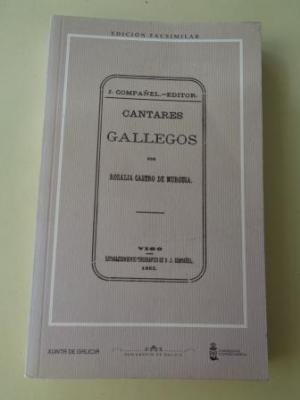 EDICIÓN FACSIMILAR
J. COMPAÑEL.—EDITOR.
CANTARES
GALLEGOS
POR
ROSALIA CASTRO DE MURGUIA.
VIGO
ESTABLECIMIENTO TIPOGRAFICO DE D. J. COMPAÑEL.
1863.
XUNTA DE GALICIA